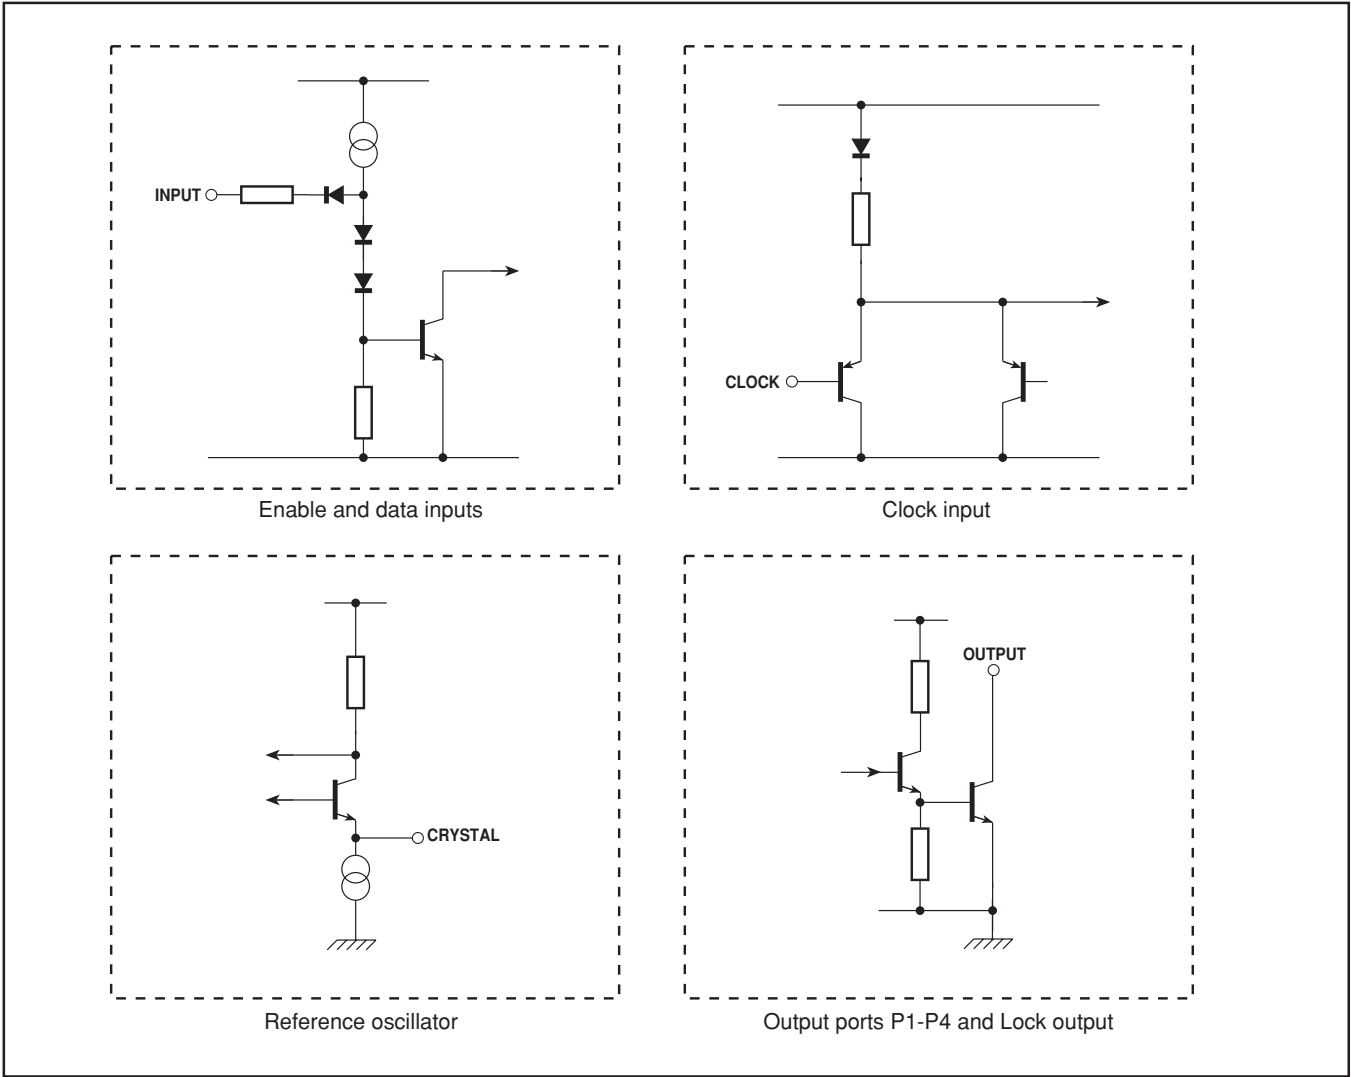 INPUT
Enable and data inputs
CLOCK
Clock input
CRYSTAL
Reference oscillator
OUTPUT
Output ports P1-P4 and Lock output